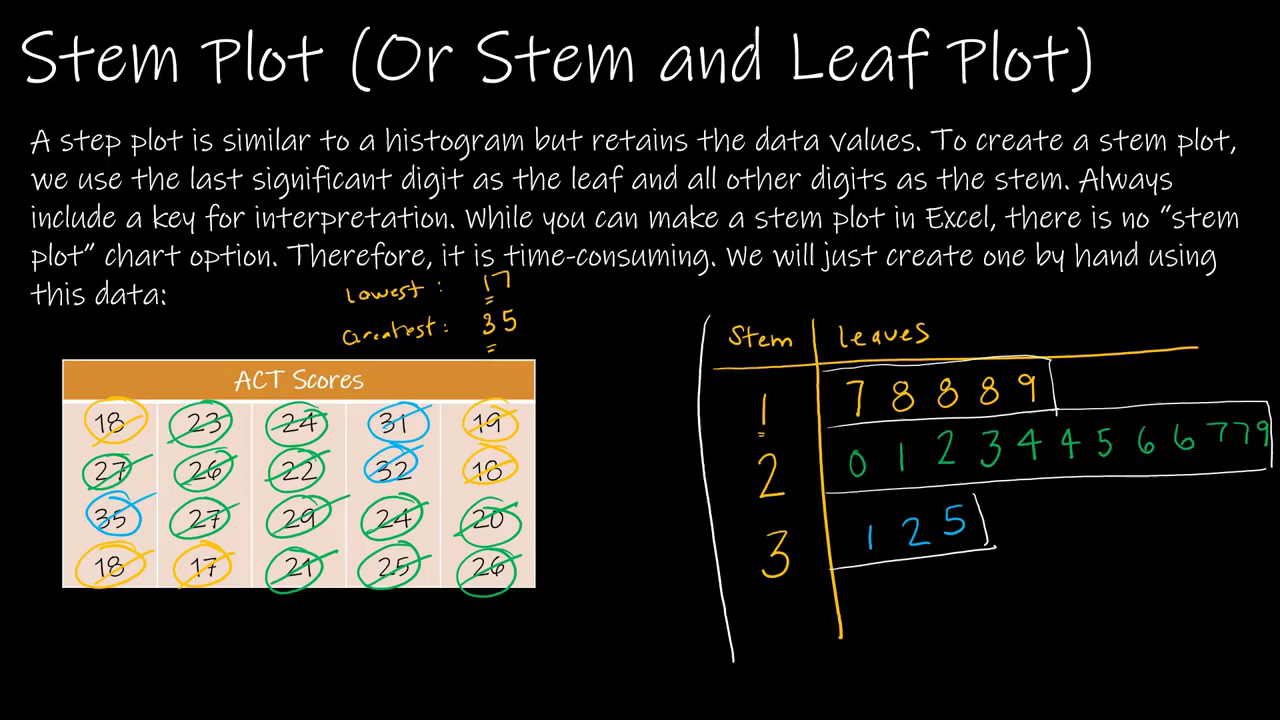 Stem Plot (Or Stem and Leaf Plot)
A step plot is similar to a histogram but retains the data values. To create a stem plot,
we use the last significant digit as the leaf and all other digits as the stem. Always
include a key for interpretation. While you can make a stem plot in Excel, there is no “stem
plot” chart option. Therefore, it is time-consuming. We will just create one by hand using
this data:
Lowest: 17
Greatest: 35
ACT Scores
18 23 24 31 19
27 26 22 32 18
35 27 29 24 20
18 17 21 25 26
Stem leaves
1 7 8 8 8 9
2 0 1 2 3 4 4 5 6 6 7 7 9
3 1 2 5